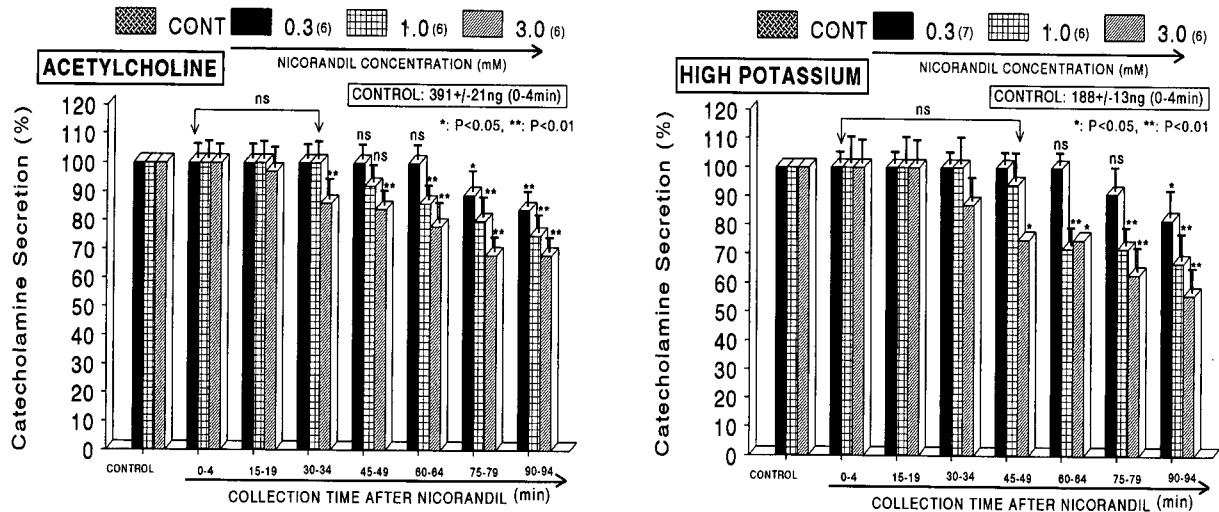 CONT 0.3(6) 1.0(6) 3.0(6)
NICORANDIL CONCENTRATION (mM)
ACETYLCHOLINE
CONTROL: 391+/-21ng (0-4min)
*: P<0.05, **: P<0.01
Catecholamine Secretion (%)
120
110
100
90
80
70
60
50
40
30
20
10
0
ns
**
ns
ns
**
ns
**
**
*
**
**
**
**
**
CONTROL 0-4 15-19 30-34 45-49 60-64 75-79 90-94
COLLECTION TIME AFTER NICORANDIL (min)
CONT 0.3(7) 1.0(6) 3.0(6)
NICORANDIL CONCENTRATION (mM)
HIGH POTASSIUM
CONTROL: 188+/-13ng (0-4min)
*: P<0.05, **: P<0.01
Catecholamine Secretion (%)
120
110
100
90
80
70
60
50
40
30
20
10
0
ns
*
ns
**
*
ns
**
**
*
**
**
CONTROL 0-4 15-19 30-34 45-49 60-64 75-79 90-94
COLLECTION TIME AFTER NICORANDIL (min)